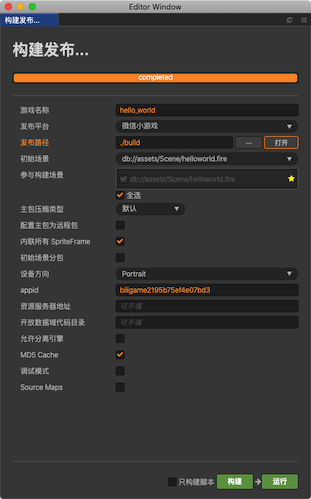 Editor Window
构建发布...
构建发布...
completed
游戏名称 hello_world
发布平台 微信小游戏
发布路径 ./build ... 打开
初始场景 db://assets/Scene/helloworld.fire
参与构建场景 db://assets/Scene/helloworld.fire
全选
主包压缩类型 默认
配置主包为远程包
内联所有 SpriteFrame
初始场景分包
设备方向 Portrait
appid biligame2195b75ef4e07bd3
资源服务器地址 可不填
开放数据域代码目录 可不填
允许分离引擎
MD5 Cache
调试模式
Source Maps
只构建脚本 构建 运行